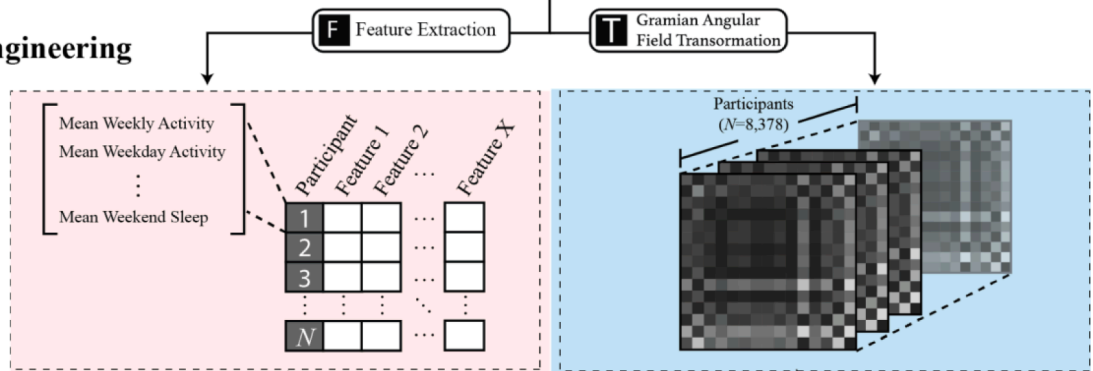 F Feature Extraction
T Gramian Angular
Field Transormation
ngineering
Mean Weekly Activity
Mean Weekday Activity
⋮
Mean Weekend Sleep
Participant
Feature 1
Feature 2
...
Feature X
1 ...
2 ...
3 ...
⋮ ⋮ ⋮ ⋱ ⋮
N ...
Participants
(N=8,378)